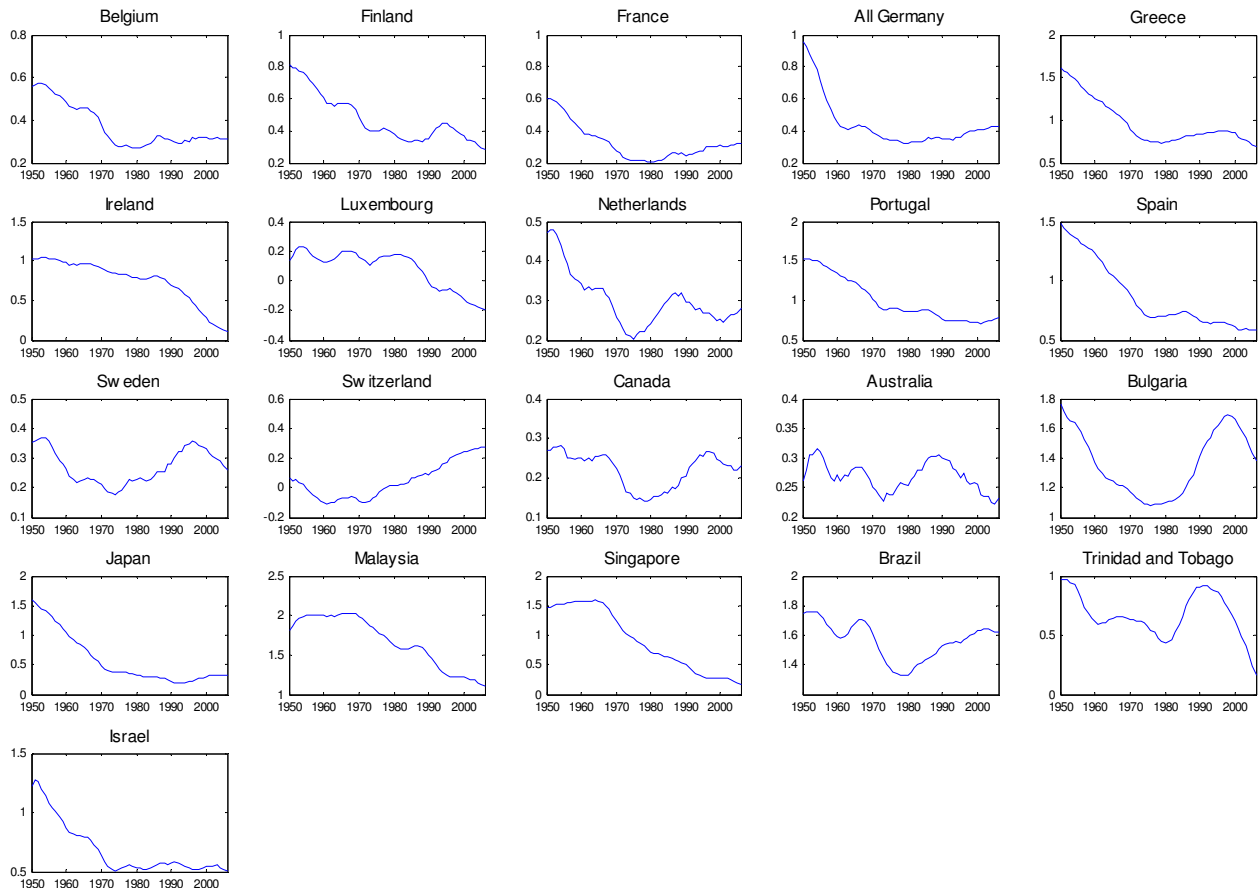 Belgium
0.8
0.6
0.4
0.2
1950 1960 1970 1980 1990 2000
Finland
1
0.8
0.6
0.4
0.2
1950 1960 1970 1980 1990 2000
France
1
0.8
0.6
0.4
0.2
1950 1960 1970 1980 1990 2000
All Germany
1
0.8
0.6
0.4
0.2
1950 1960 1970 1980 1990 2000
Greece
2
1.5
1
0.5
1950 1960 1970 1980 1990 2000
Ireland
1.5
1
0.5
0
1950 1960 1970 1980 1990 2000
Luxembourg
0.4
0.2
0
-0.2
-0.4
1950 1960 1970 1980 1990 2000
Netherlands
0.5
0.4
0.3
0.2
1950 1960 1970 1980 1990 2000
Portugal
2
1.5
1
0.5
1950 1960 1970 1980 1990 2000
Spain
1.5
1
0.5
1950 1960 1970 1980 1990 2000
Sweden
0.5
0.4
0.3
0.2
0.1
1950 1960 1970 1980 1990 2000
Switzerland
0.6
0.4
0.2
0
-0.2
1950 1960 1970 1980 1990 2000
Canada
0.4
0.3
0.2
0.1
1950 1960 1970 1980 1990 2000
Australia
0.4
0.35
0.3
0.25
0.2
1950 1960 1970 1980 1990 2000
Bulgaria
1.8
1.6
1.4
1.2
1
1950 1960 1970 1980 1990 2000
Japan
2
1.5
1
0.5
0
1950 1960 1970 1980 1990 2000
Malaysia
2.5
2
1.5
1
1950 1960 1970 1980 1990 2000
Singapore
2
1.5
1
0.5
0
1950 1960 1970 1980 1990 2000
Brazil
2
1.8
1.6
1.4
1950 1960 1970 1980 1990 2000
Trinidad and Tobago
1
0.5
0
1950 1960 1970 1980 1990 2000
Israel
1.5
1
0.5
1950 1960 1970 1980 1990 2000